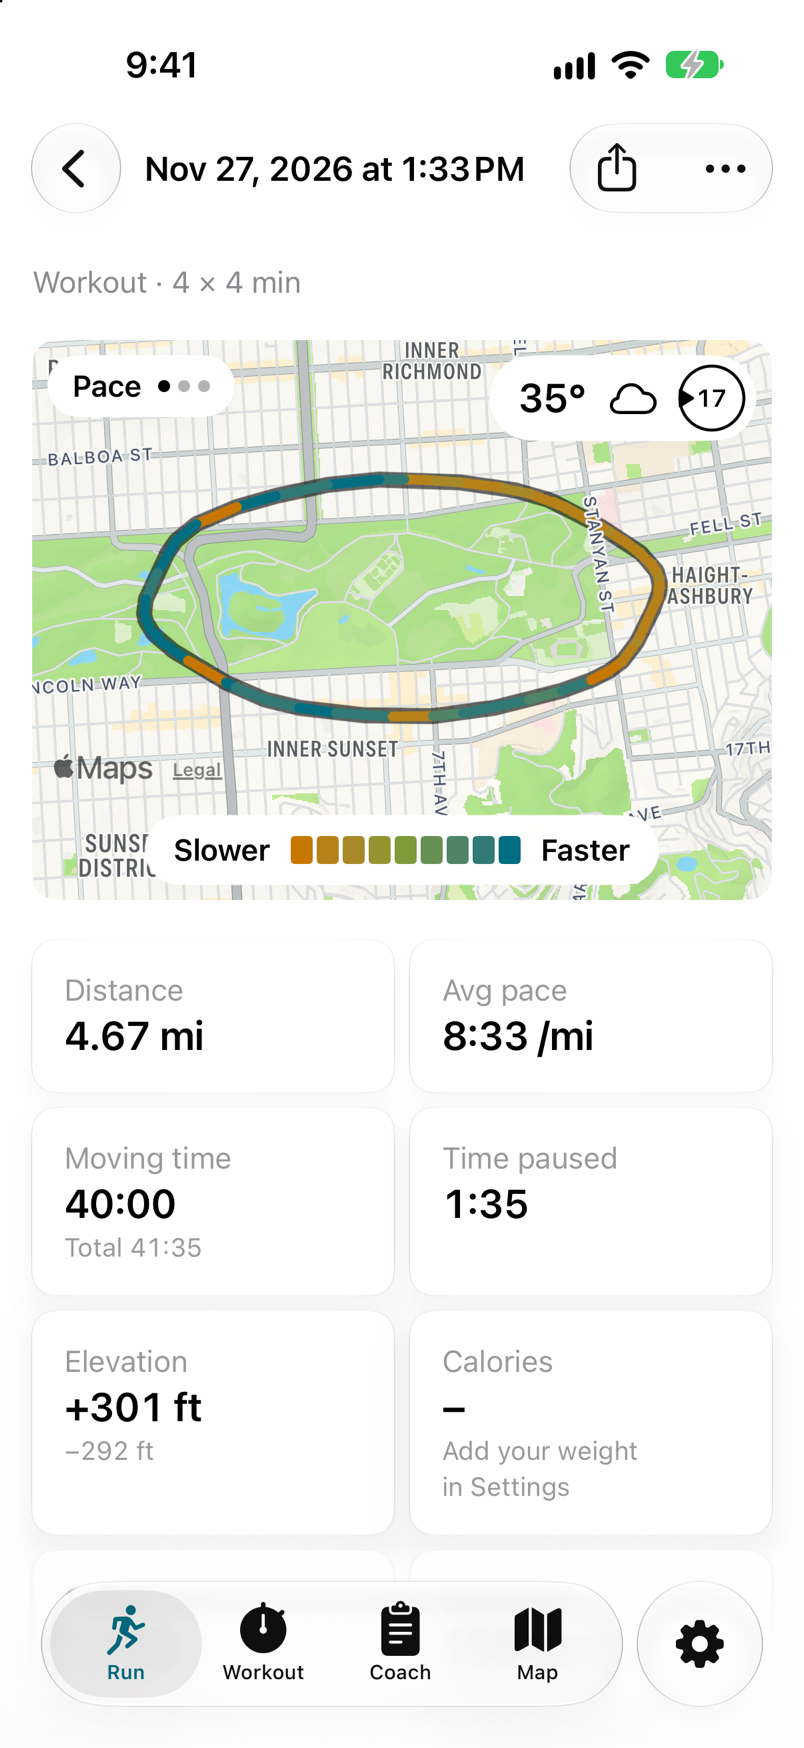 9:41
Nov 27, 2026 at 1:33 PM
Workout · 4 × 4 min
INNER
RICHMOND
Pace
35°
17
BALBOA ST
STANYAN ST
FELL ST
HAIGHT-
ASHBURY
NCOLN WAY
INNER SUNSET
7TH AV
17TH
Maps
Legal
AVE
SUNS
DISTRIC
Slower
Faster
Distance
4.67 mi
Avg pace
8:33 /mi
Moving time
40:00
Total 41:35
Time paused
1:35
Elevation
+301 ft
−292 ft
Calories
–
Add your weight
in Settings
Run
Workout
Coach
Map